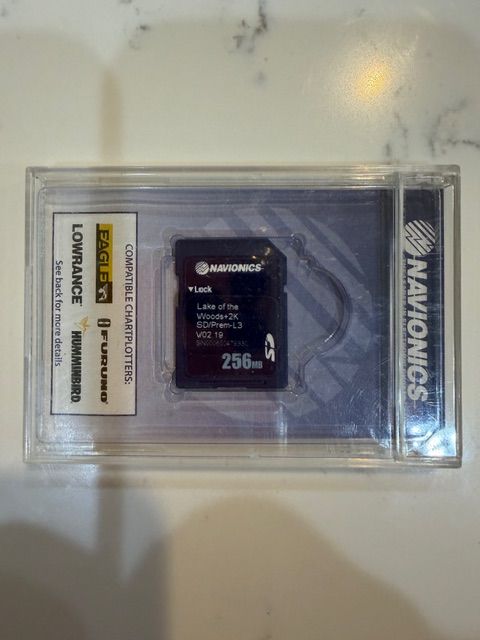 NAVIONICS®
▼Lock
Lake of the
Woods+2K
SD/Prem-L3
V02.19
256MB
NAVIONICS
COMPATIBLE CHARTPLOTTERS:
EAGLE
FURUNO®
LOWRANCE®
HUMMINBIRD
See back for more details